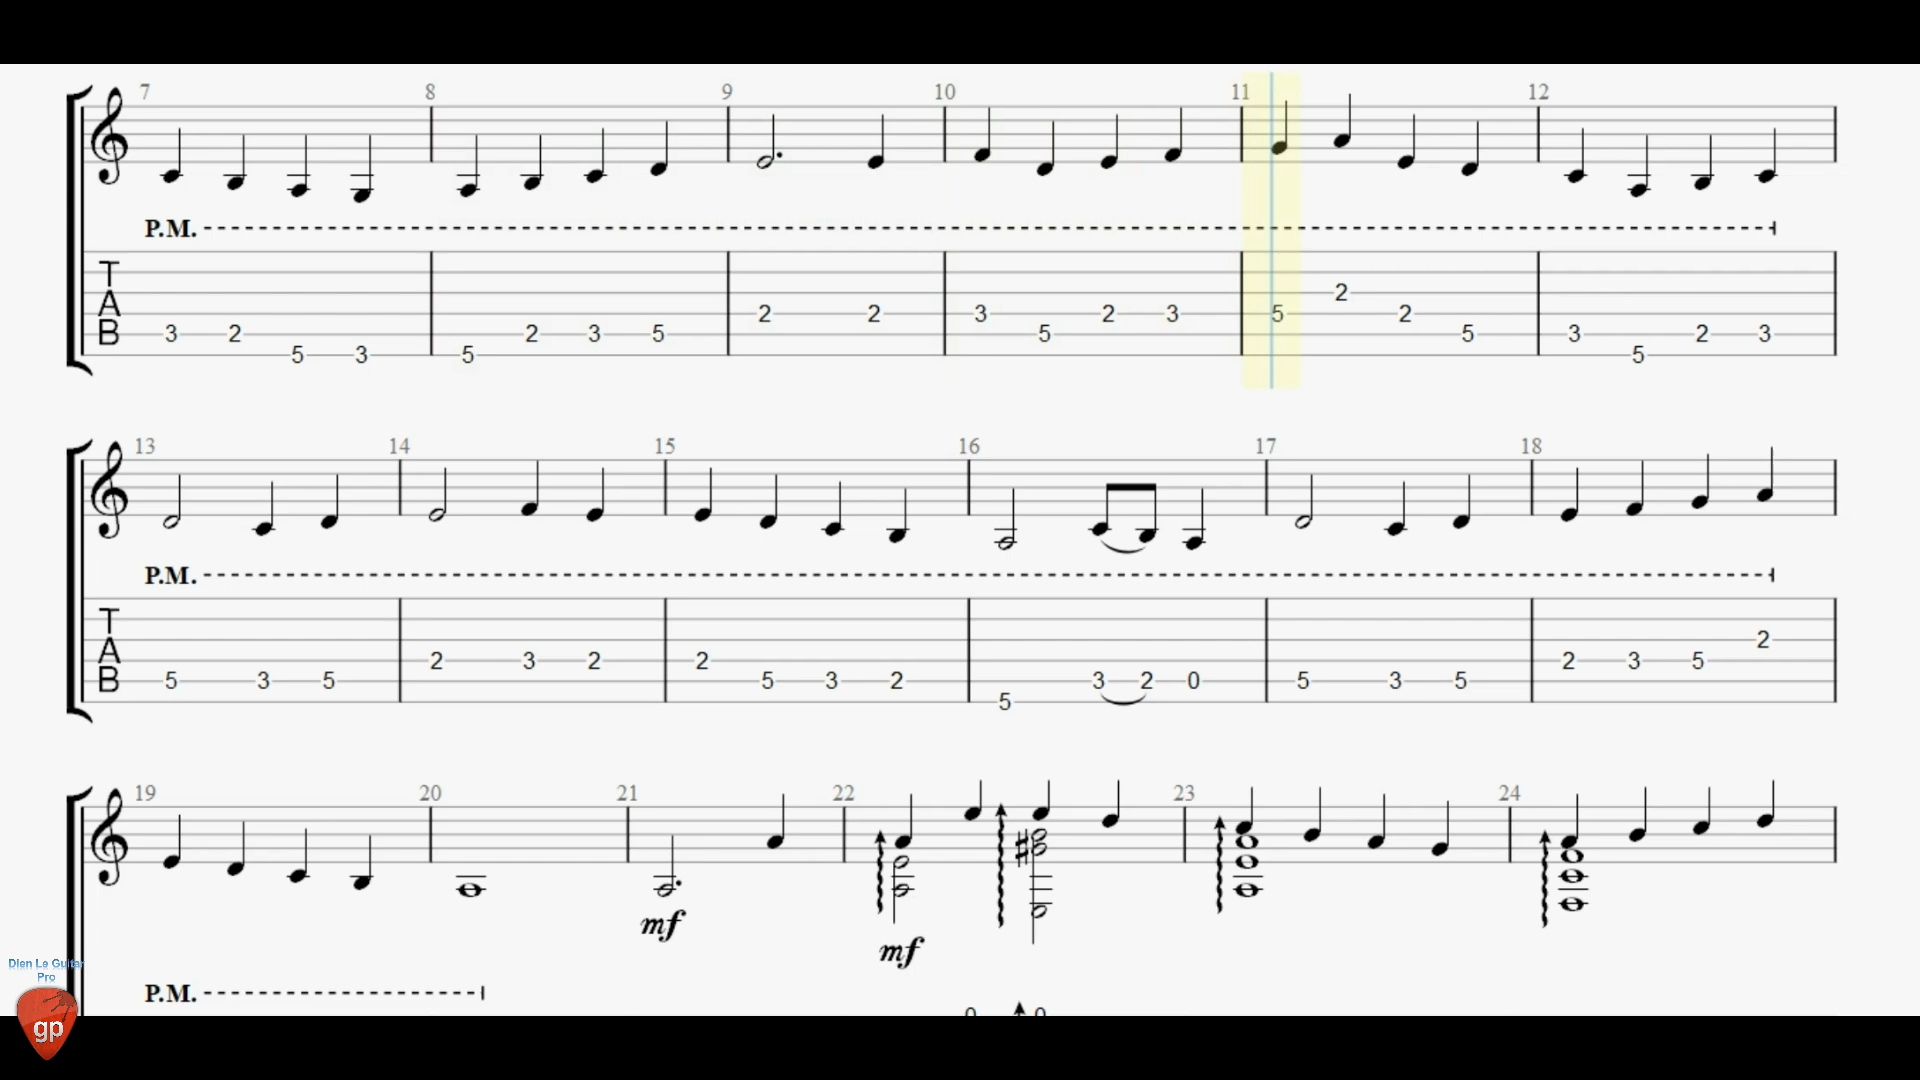 7 8 9 10 11 12
P.M.
T
A
B
3 2 5 3 5 2 3 5 2 2 3 5 2 3 5 2 2 5 3 5 2 3
13 14 15 16 17 18
P.M.
T
A
B
5 3 5 2 3 2 2 5 3 2 5 3 2 0 5 3 5 2 3 5 2
19 20 21 22 23 24
mf mf
P.M.
Dien Le Guitar
Pro
gp